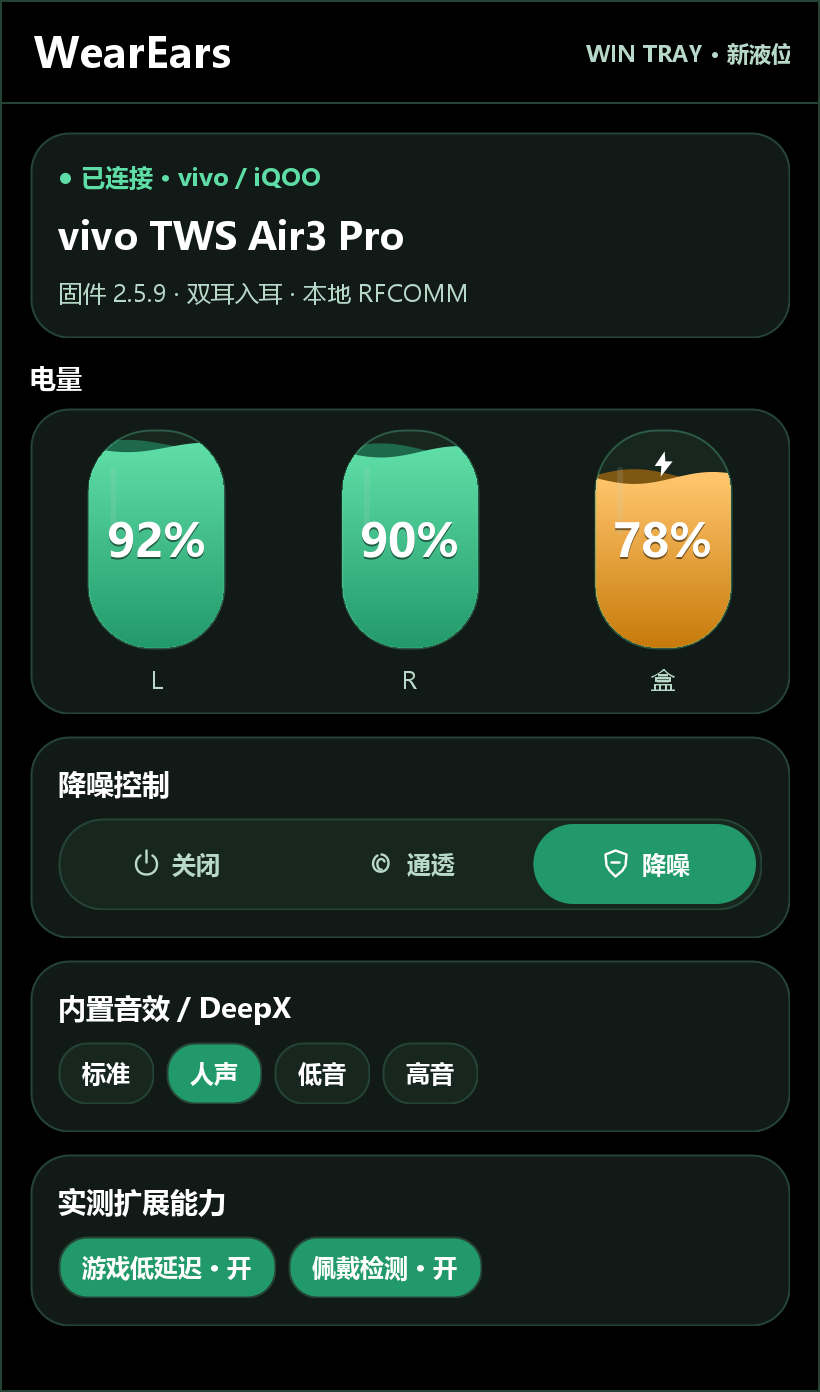 WearEars
WIN TRAY • 新液位
• 已连接 • vivo / iQOO
vivo TWS Air3 Pro
固件 2.5.9 · 双耳入耳 · 本地 RFCOMM
电量
92% 90% 78%
L R 盒
降噪控制
关闭 通透 降噪
内置音效 / DeepX
标准 人声 低音 高音
实测扩展能力
游戏低延迟 • 开 佩戴检测 • 开